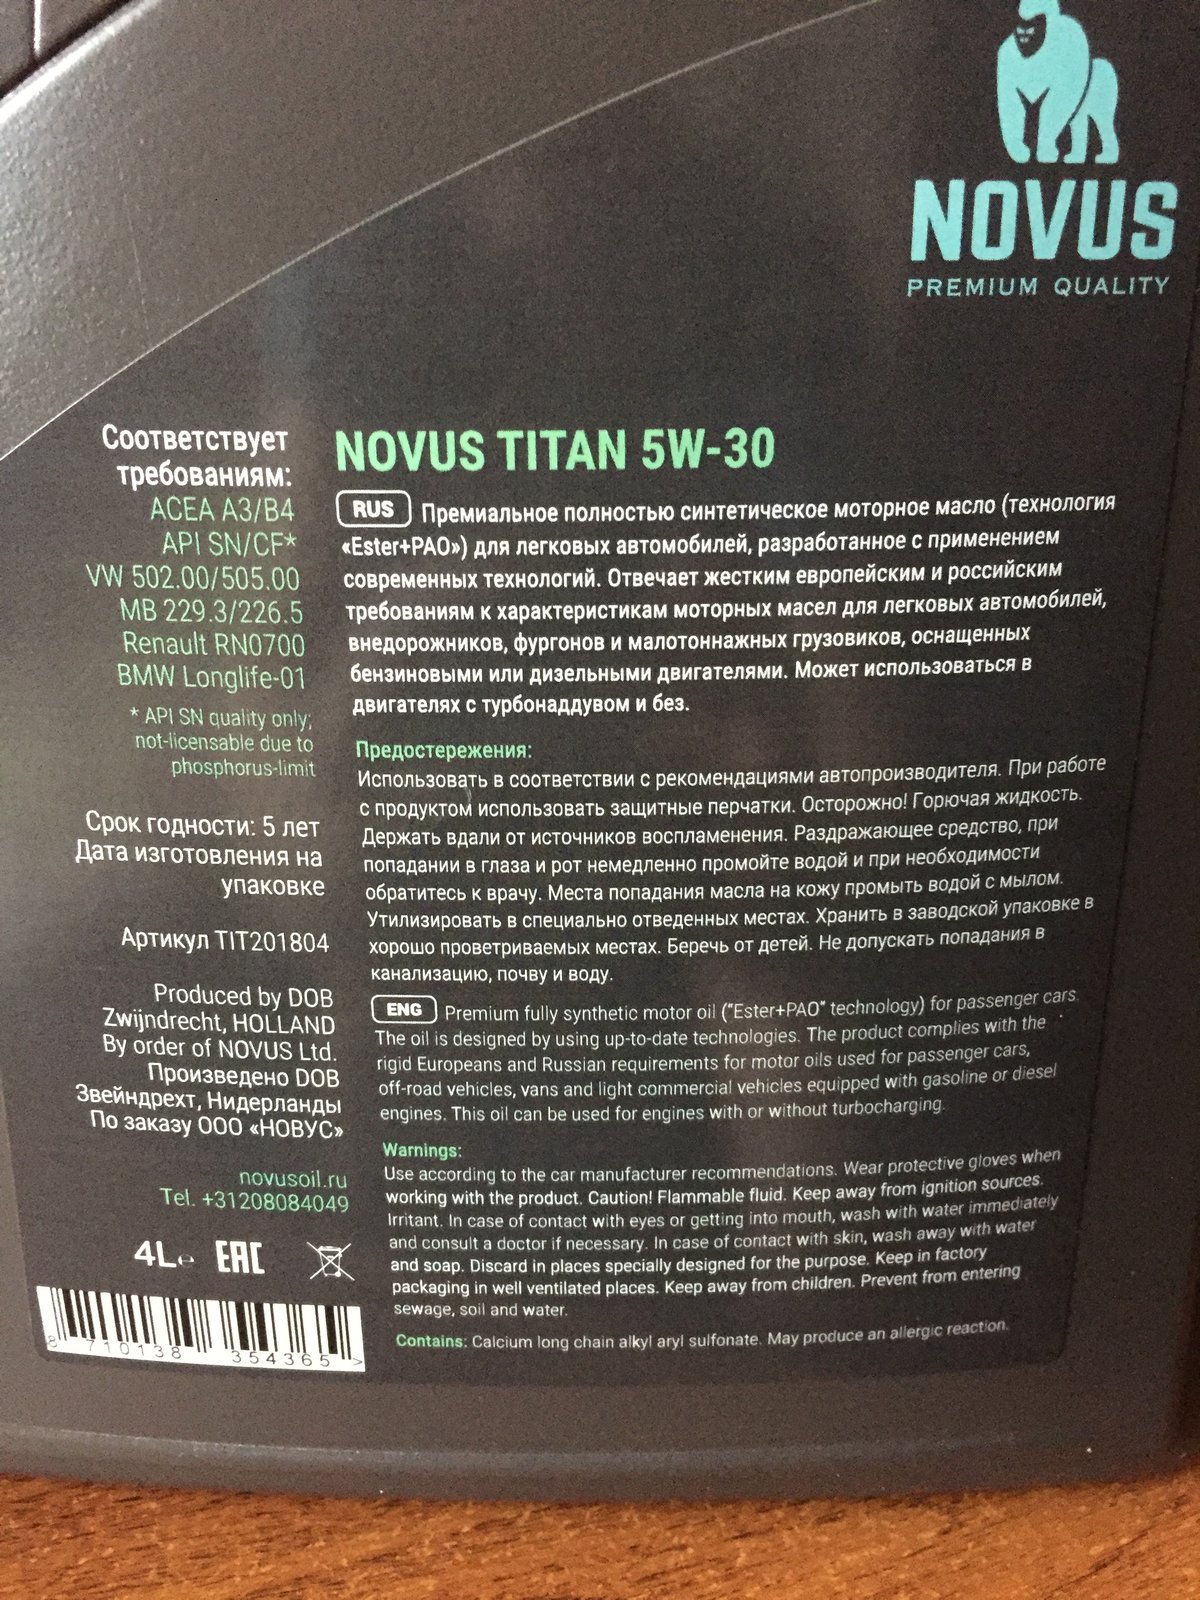 NOVUS
PREMIUM QUALITY
Соответствует
требованиям:
ACEA A3/B4
API SN/CF*
VW 502.00/505.00
MB 229.3/226.5
Renault RN0700
BMW Longlife-01
* API SN quality only;
not-licensable due to
phosphorus-limit
Срок годности: 5 лет
Дата изготовления на
упаковке
Артикул TIT201804
Produced by DOB
Zwijndrecht, HOLLAND
By order of NOVUS Ltd.
Произведено DOB
Звейндрехт, Нидерланды
По заказу ООО «НОВУС»
novusoil.ru
Tel. +31208084049
4L℮ EAC
8 710138 354365 >
NOVUS TITAN 5W-30
RUS Премиальное полностью синтетическое моторное масло (технология
«Ester+PAO») для легковых автомобилей, разработанное с применением
современных технологий. Отвечает жестким европейским и российским
требованиям к характеристикам моторных масел для легковых автомобилей,
внедорожников, фургонов и малотоннажных грузовиков, оснащенных
бензиновыми или дизельными двигателями. Может использоваться в
двигателях с турбонаддувом и без.
Предостережения:
Использовать в соответствии с рекомендациями автопроизводителя. При работе
с продуктом использовать защитные перчатки. Осторожно! Горючая жидкость.
Держать вдали от источников воспламенения. Раздражающее средство, при
попадании в глаза и рот немедленно промойте водой и при необходимости
обратитесь к врачу. Места попадания масла на кожу промыть водой с мылом.
Утилизировать в специально отведенных местах. Хранить в заводской упаковке в
хорошо проветриваемых местах. Беречь от детей. Не допускать попадания в
канализацию, почву и воду.
ENG Premium fully synthetic motor oil ("Ester+PAO" technology) for passenger cars.
The oil is designed by using up-to-date technologies. The product complies with the
rigid Europeans and Russian requirements for motor oils used for passenger cars,
off-road vehicles, vans and light commercial vehicles equipped with gasoline or diesel
engines. This oil can be used for engines with or without turbocharging.
Warnings:
Use according to the car manufacturer recommendations. Wear protective gloves when
working with the product. Caution! Flammable fluid. Keep away from ignition sources.
Irritant. In case of contact with eyes or getting into mouth, wash with water immediately
and consult a doctor if necessary. In case of contact with skin, wash away with water
and soap. Discard in places specially designed for the purpose. Keep in factory
packaging in well ventilated places. Keep away from children. Prevent from entering
sewage, soil and water.
Contains: Calcium long chain alkyl aryl sulfonate. May produce an allergic reaction.